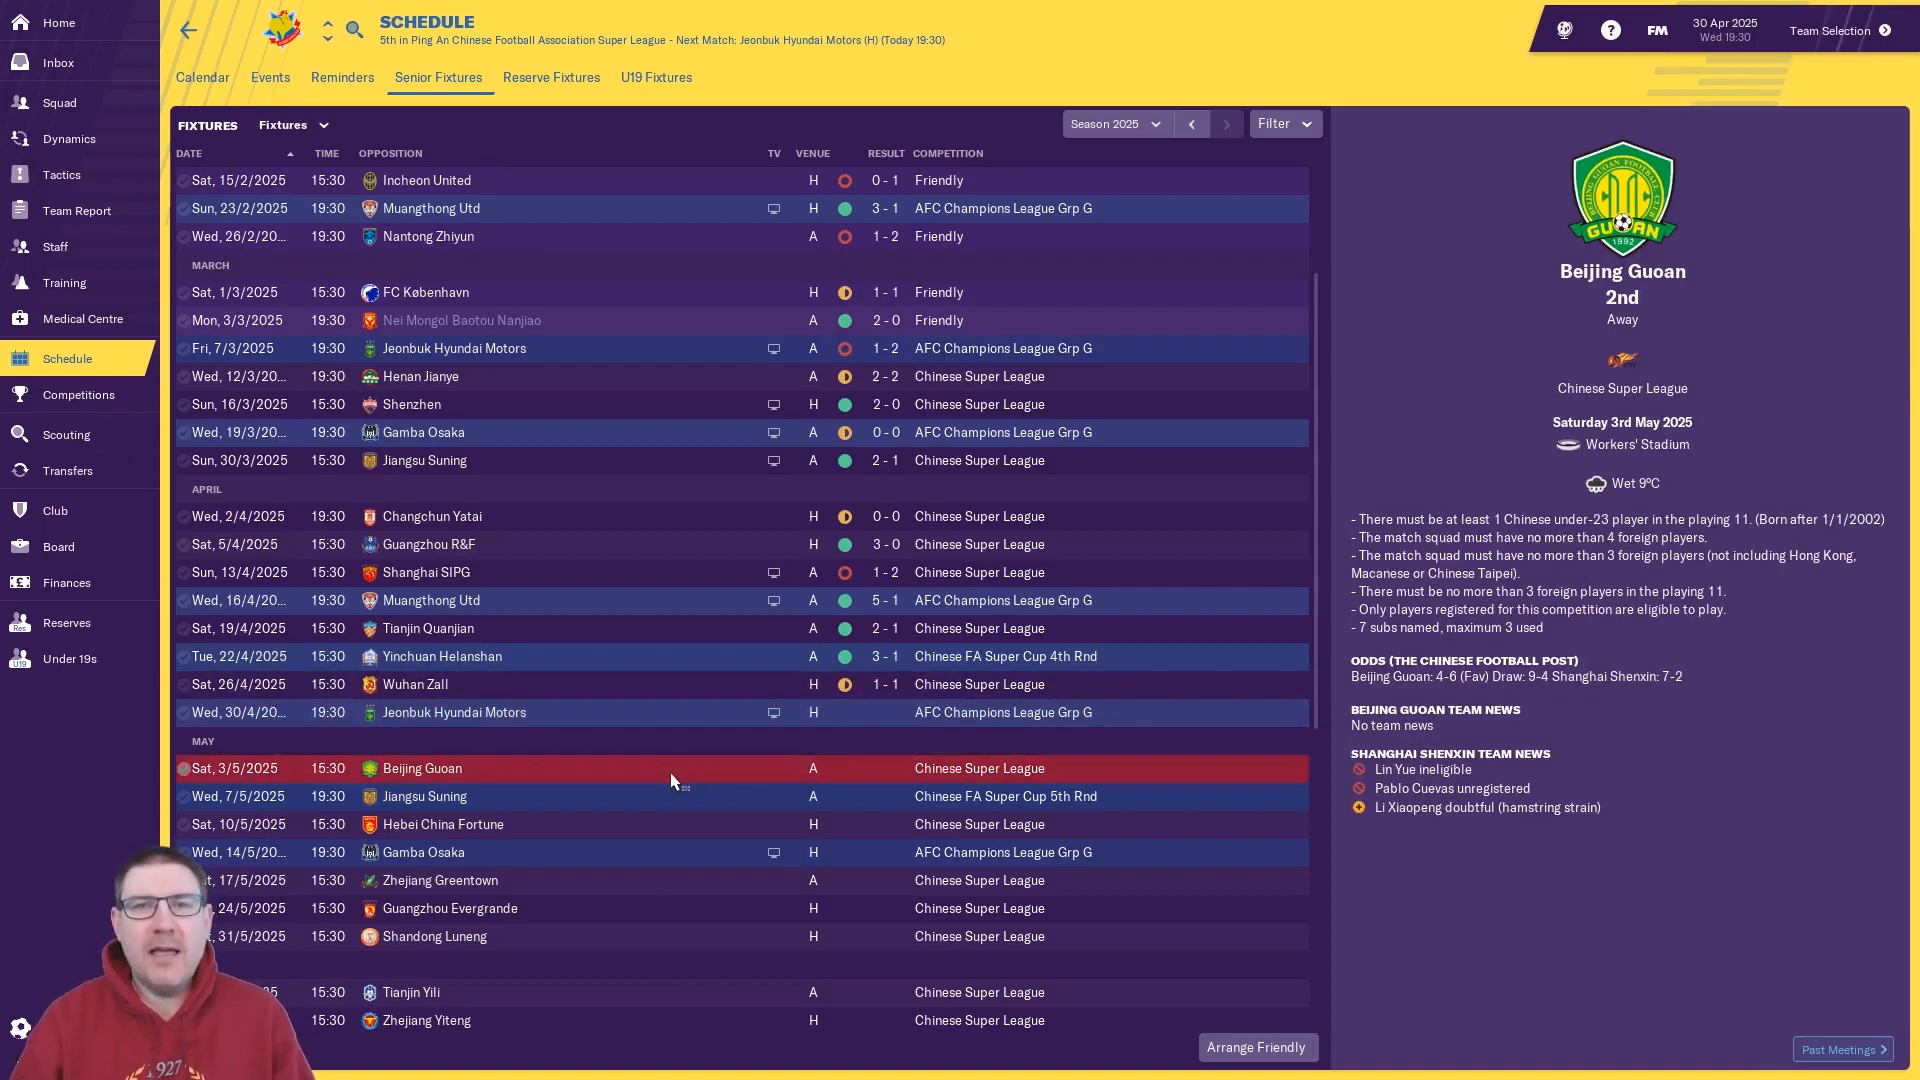 Home
Inbox
Squad
Dynamics
Tactics
Team Report
Staff
Training
Medical Centre
Schedule
Competitions
Scouting
Transfers
Club
Board
Finances
Reserves
Under 19s
SCHEDULE
5th in Ping An Chinese Football Association Super League - Next Match: Jeonbuk Hyundai Motors (H) (Today 19:30)
FM 30 Apr 2025 Team Selection
Wed 19:30
Calendar Events Reminders Senior Fixtures Reserve Fixtures U19 Fixtures
FIXTURES Fixtures Season 2025 Filter
DATE TIME OPPOSITION TV VENUE RESULT COMPETITION
Sat, 15/2/2025 15:30 Incheon United H 0 - 1 Friendly
Sun, 23/2/2025 19:30 Muangthong Utd H 3 - 1 AFC Champions League Grp G
Wed, 26/2/20... 19:30 Nantong Zhiyun A 1 - 2 Friendly
MARCH
Sat, 1/3/2025 15:30 FC København H 1 - 1 Friendly
Mon, 3/3/2025 19:30 Nei Mongol Baotou Nanjiao A 2 - 0 Friendly
Fri, 7/3/2025 19:30 Jeonbuk Hyundai Motors A 1 - 2 AFC Champions League Grp G
Wed, 12/3/20... 19:30 Henan Jianye A 2 - 2 Chinese Super League
Sun, 16/3/2025 15:30 Shenzhen H 2 - 0 Chinese Super League
Wed, 19/3/20... 19:30 Gamba Osaka A 0 - 0 AFC Champions League Grp G
Sun, 30/3/2025 15:30 Jiangsu Suning A 2 - 1 Chinese Super League
APRIL
Wed, 2/4/2025 19:30 Changchun Yatai H 0 - 0 Chinese Super League
Sat, 5/4/2025 15:30 Guangzhou R&F H 3 - 0 Chinese Super League
Sun, 13/4/2025 15:30 Shanghai SIPG A 1 - 2 Chinese Super League
Wed, 16/4/20... 19:30 Muangthong Utd A 5 - 1 AFC Champions League Grp G
Sat, 19/4/2025 15:30 Tianjin Quanjian A 2 - 1 Chinese Super League
Tue, 22/4/2025 15:30 Yinchuan Helanshan A 3 - 1 Chinese FA Super Cup 4th Rnd
Sat, 26/4/2025 15:30 Wuhan Zall H 1 - 1 Chinese Super League
Wed, 30/4/20... 19:30 Jeonbuk Hyundai Motors H AFC Champions League Grp G
MAY
Sat, 3/5/2025 15:30 Beijing Guoan A Chinese Super League
Wed, 7/5/2025 19:30 Jiangsu Suning A Chinese FA Super Cup 5th Rnd
Sat, 10/5/2025 15:30 Hebei China Fortune H Chinese Super League
Wed, 14/5/20... 19:30 Gamba Osaka H AFC Champions League Grp G
17/5/2025 15:30 Zhejiang Greentown A Chinese Super League
24/5/2025 15:30 Guangzhou Evergrande H Chinese Super League
31/5/2025 15:30 Shandong Luneng H Chinese Super League
15:30 Tianjin Yili A Chinese Super League
15:30 Zhejiang Yiteng H Chinese Super League
Arrange Friendly
BEIJING GUOAN FOOTBALL CLUB
GUOAN
1992
Beijing Guoan
2nd
Away
Chinese Super League
Saturday 3rd May 2025
Workers' Stadium
Wet 9ºC
- There must be at least 1 Chinese under-23 player in the playing 11. (Born after 1/1/2002)
- The match squad must have no more than 4 foreign players.
- The match squad must have no more than 3 foreign players (not including Hong Kong,
Macanese or Chinese Taipei).
- There must be no more than 3 foreign players in the playing 11.
- Only players registered for this competition are eligible to play.
- 7 subs named, maximum 3 used
ODDS (THE CHINESE FOOTBALL POST)
Beijing Guoan: 4-6 (Fav) Draw: 9-4 Shanghai Shenxin: 7-2
BEIJING GUOAN TEAM NEWS
No team news
SHANGHAI SHENXIN TEAM NEWS
Lin Yue ineligible
Pablo Cuevas unregistered
Li Xiaopeng doubtful (hamstring strain)
Past Meetings
1927